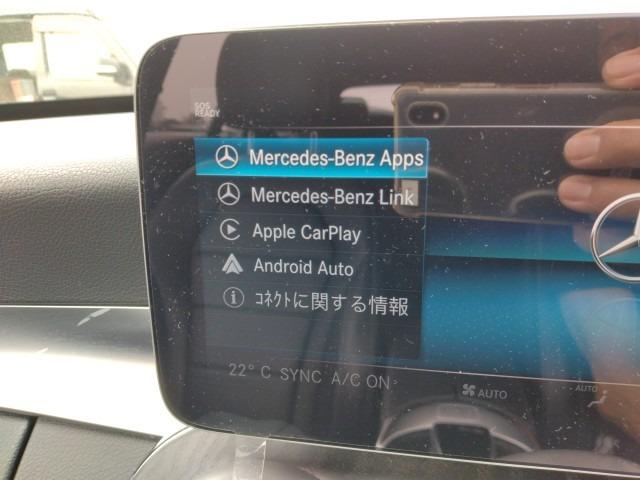 SOS
READY
Mercedes-Benz Apps
Mercedes-Benz Link
Apple CarPlay
Android Auto
ｺﾈｸﾄに関する情報
22° C SYNC A/C ON
AUTO
AUTO